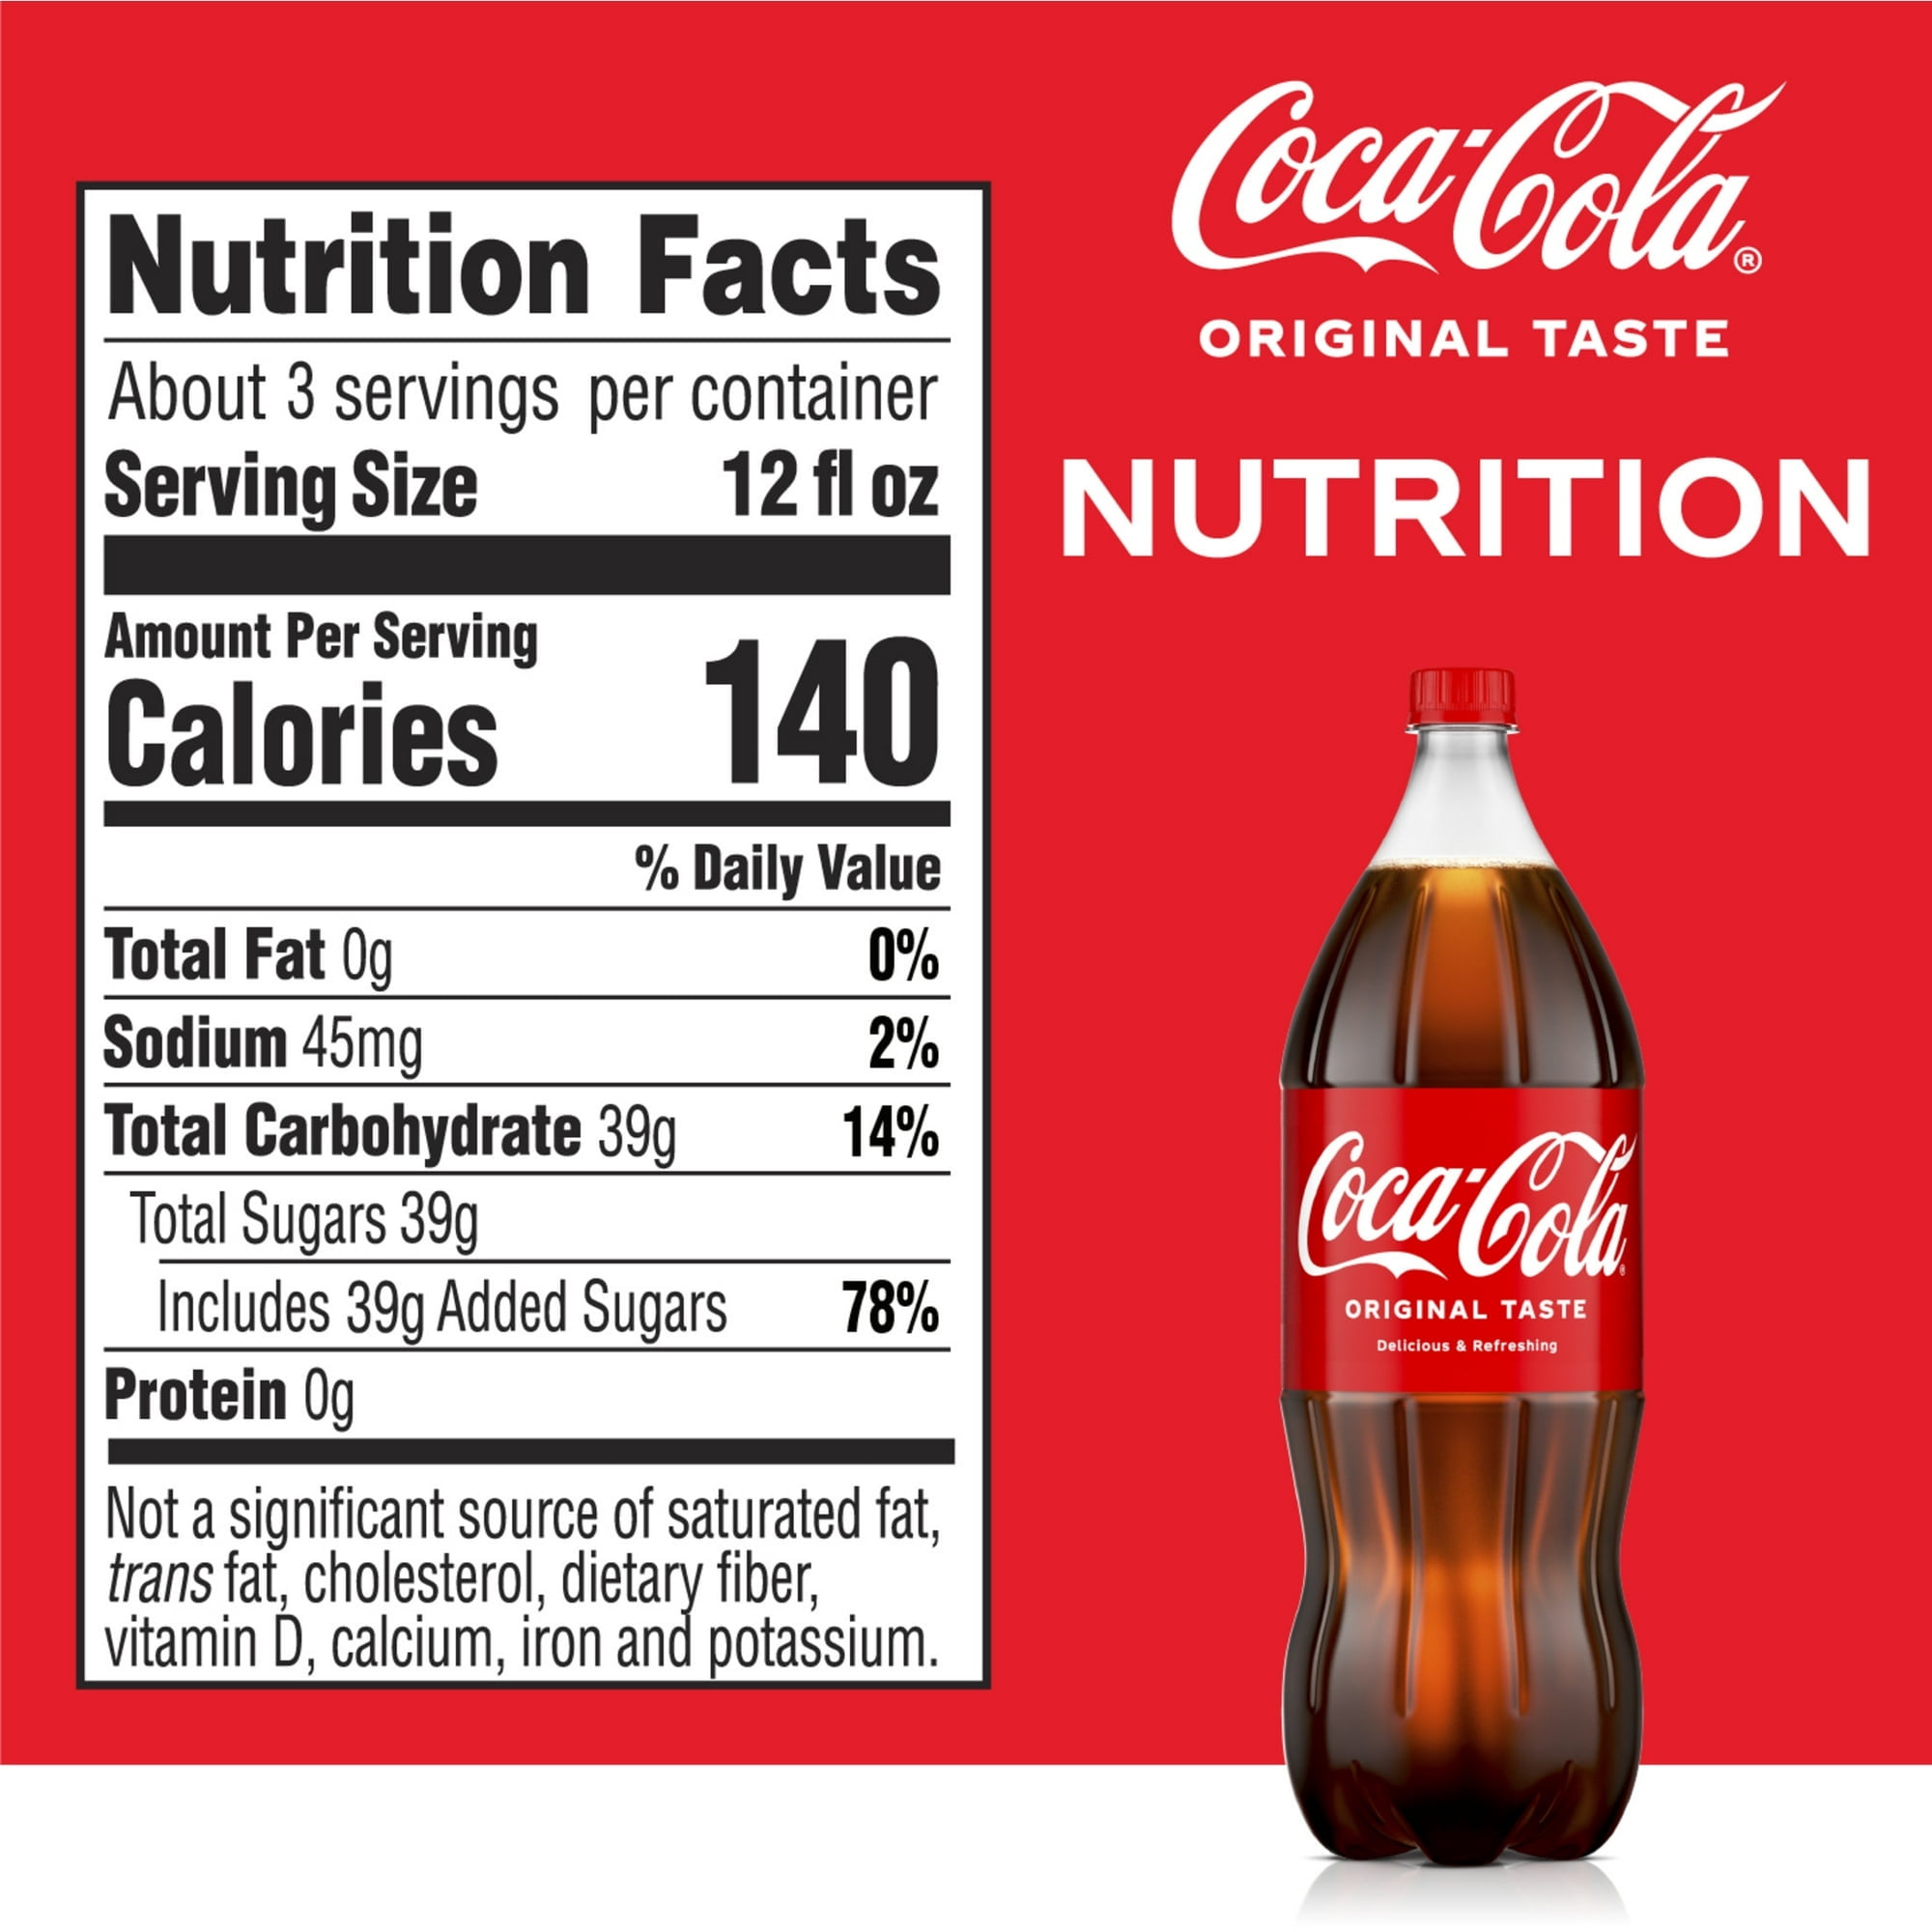 Coca-Cola®
ORIGINAL TASTE
NUTRITION
Nutrition Facts
About 3 servings per container
Serving Size 12 fl oz
Amount Per Serving
Calories 140
% Daily Value
Total Fat 0g 0%
Sodium 45mg 2%
Total Carbohydrate 39g 14%
Total Sugars 39g
Includes 39g Added Sugars 78%
Protein 0g
Not a significant source of saturated fat,
trans fat, cholesterol, dietary fiber,
vitamin D, calcium, iron and potassium.
Coca-Cola®
ORIGINAL TASTE
Delicious & Refreshing